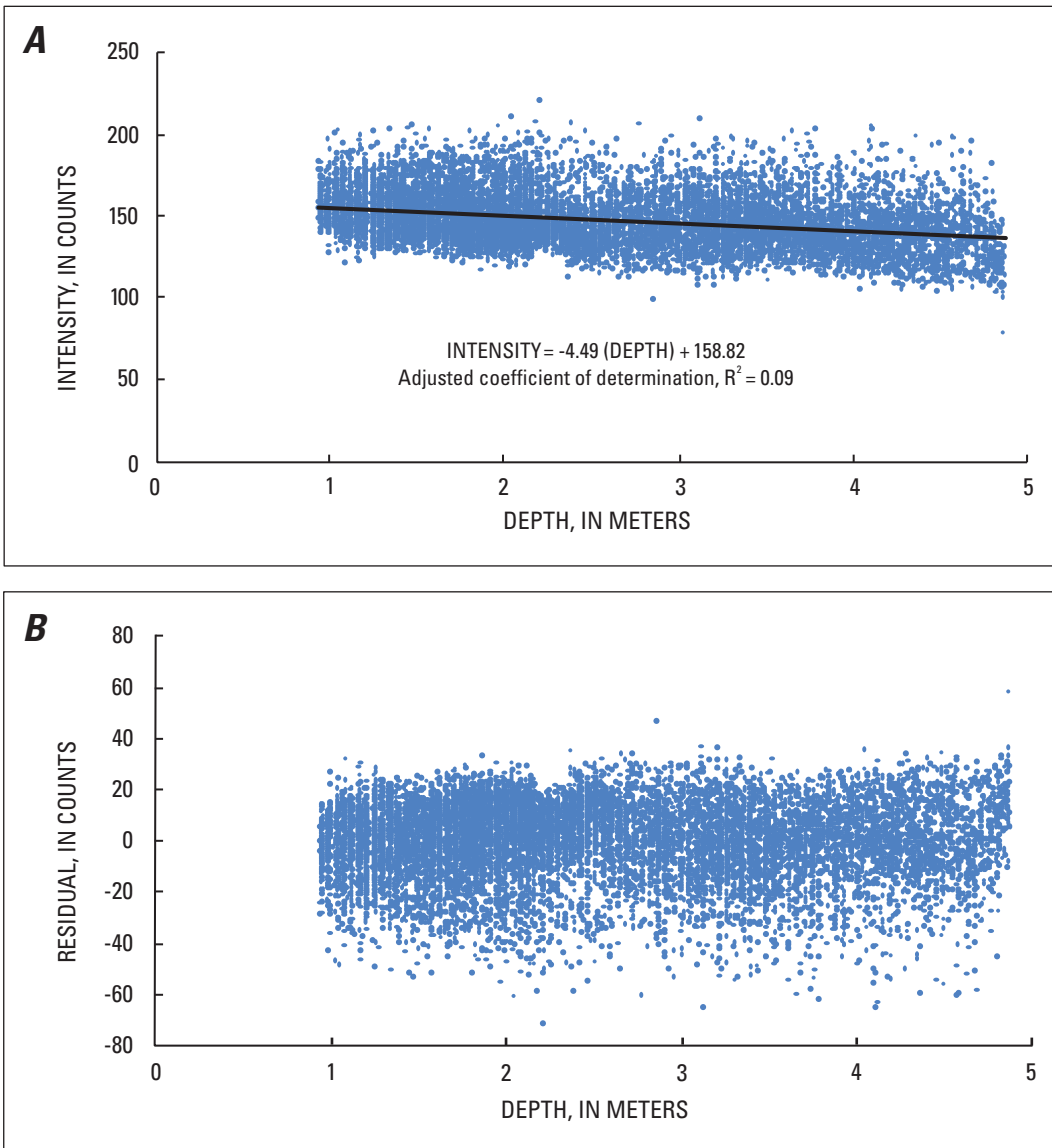 A
250
200
150
100
50
0
INTENSITY, IN COUNTS
INTENSITY = -4.49 (DEPTH) + 158.82
Adjusted coefficient of determination, R² = 0.09
0 1 2 3 4 5
DEPTH, IN METERS
B
80
60
40
20
0
-20
-40
-60
-80
RESIDUAL, IN COUNTS
0 1 2 3 4 5
DEPTH, IN METERS